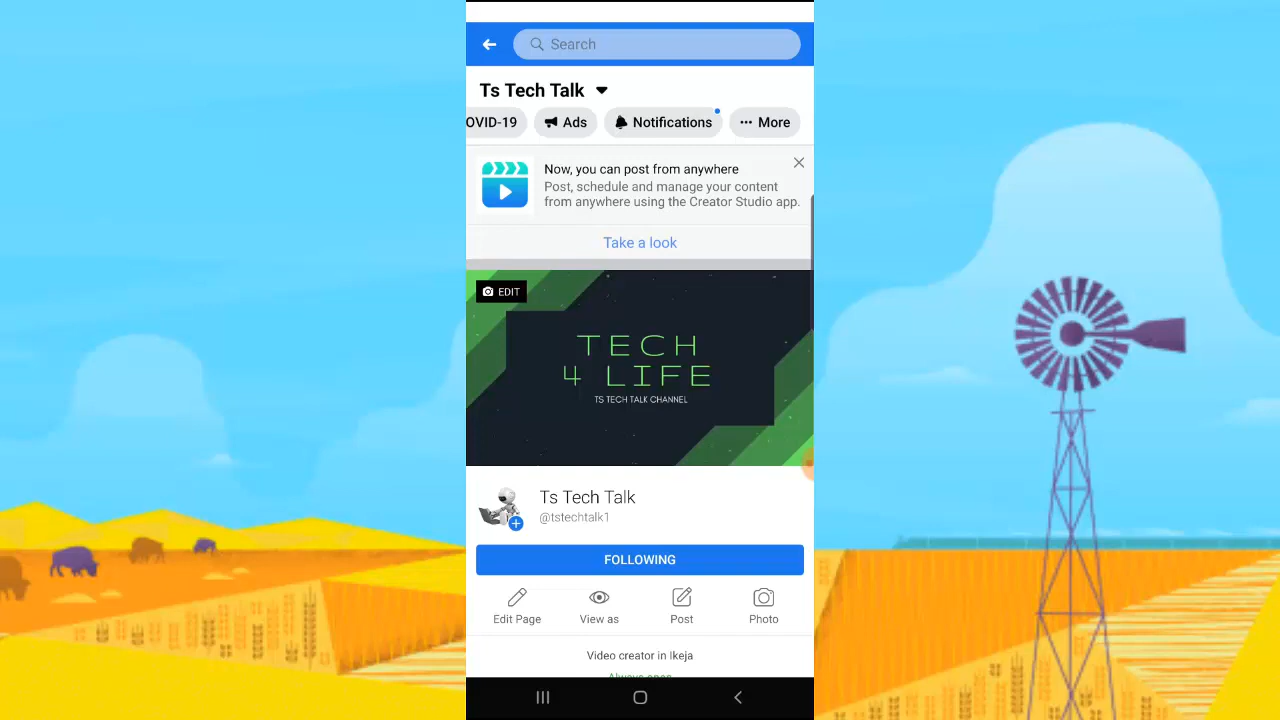 Search
Ts Tech Talk
OVID-19
Ads
Notifications
More
Now, you can post from anywhere
Post, schedule and manage your content
from anywhere using the Creator Studio app.
Take a look
EDIT
TECH
4 LIFE
TS TECH TALK CHANNEL
Ts Tech Talk
@tstechtalk1
FOLLOWING
Edit Page
View as
Post
Photo
Video creator in Ikeja